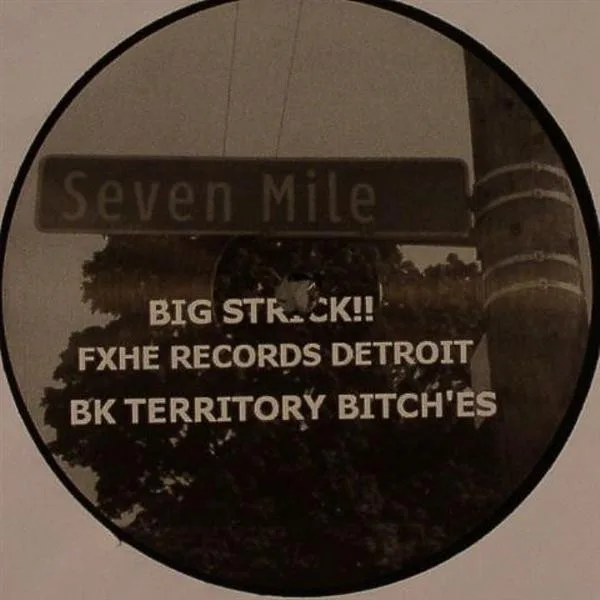 Seven Mile
BIG STRICK!!
FXHE RECORDS DETROIT
BK TERRITORY BITCH'ES